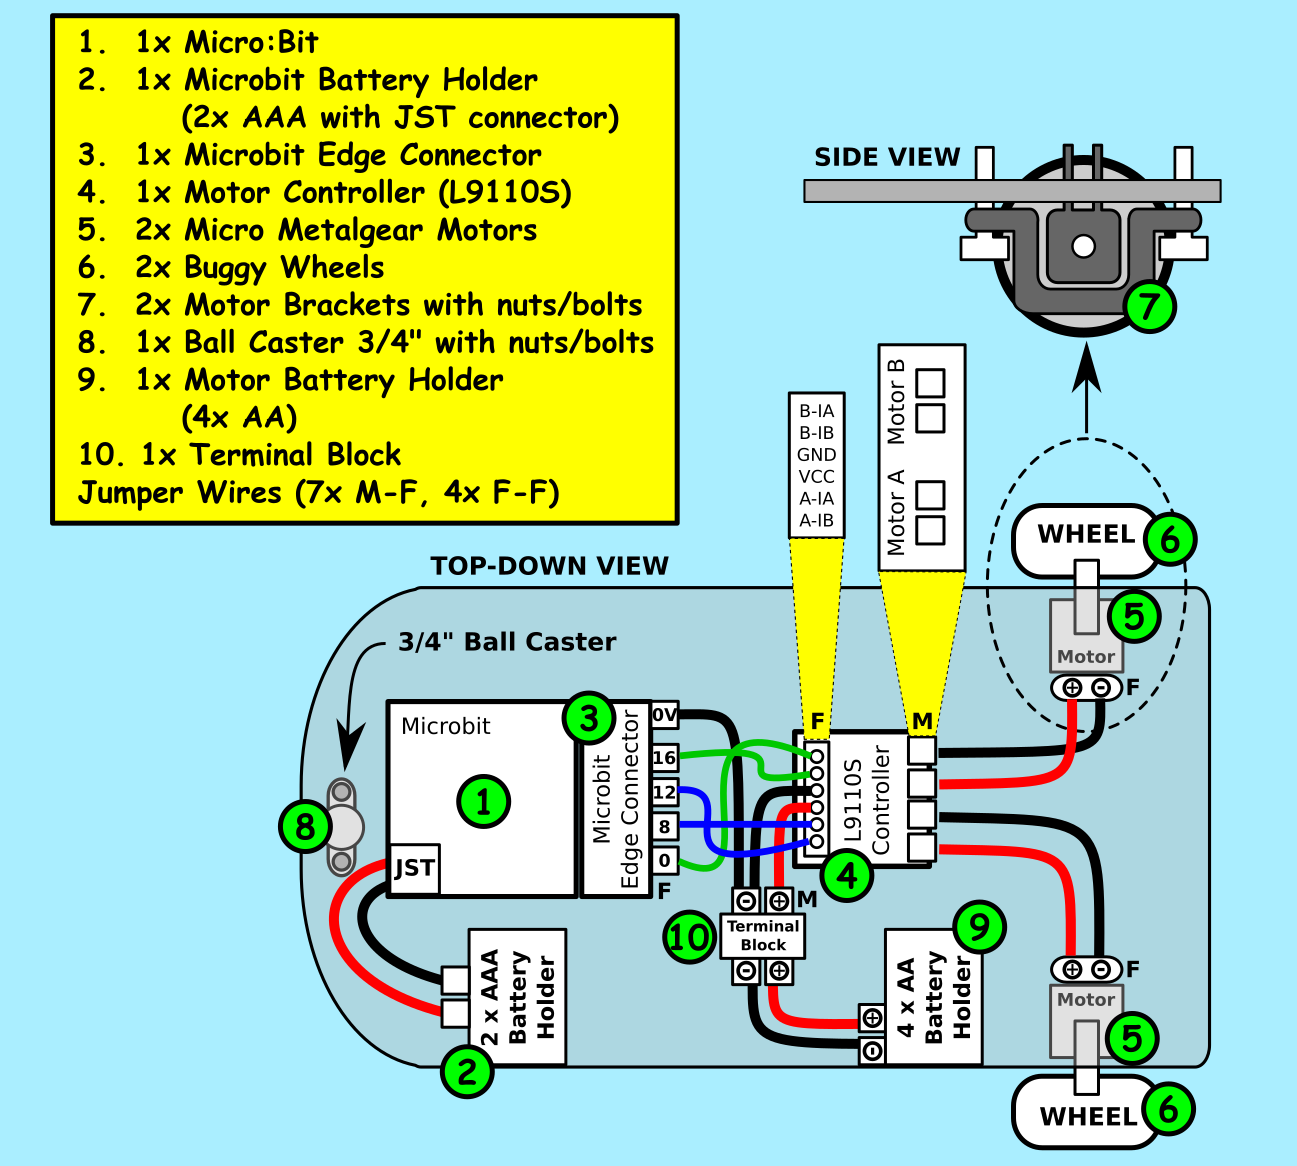 1. 1x Micro:Bit
2. 1x Microbit Battery Holder
(2x AAA with JST connector)
3. 1x Microbit Edge Connector
4. 1x Motor Controller (L9110S)
5. 2x Micro Metalgear Motors
6. 2x Buggy Wheels
7. 2x Motor Brackets with nuts/bolts
8. 1x Ball Caster 3/4" with nuts/bolts
9. 1x Motor Battery Holder
(4x AA)
10. 1x Terminal Block
Jumper Wires (7x M-F, 4x F-F)
SIDE VIEW
7
B-IA
B-IB
GND
VCC
A-IA
A-IB
Motor B
Motor A
WHEEL
6
5
Motor
+ -
F
TOP-DOWN VIEW
3/4" Ball Caster
Microbit
1
JST
3
Microbit
Edge Connector
0V
16
12
8
0
F
F
M
L9110S
Controller
4
8
- +
M
Terminal
Block
- +
10
9
4 x AA
Battery
Holder
+
-
2 x AAA
Battery
Holder
2
+ -
F
Motor
5
WHEEL
6